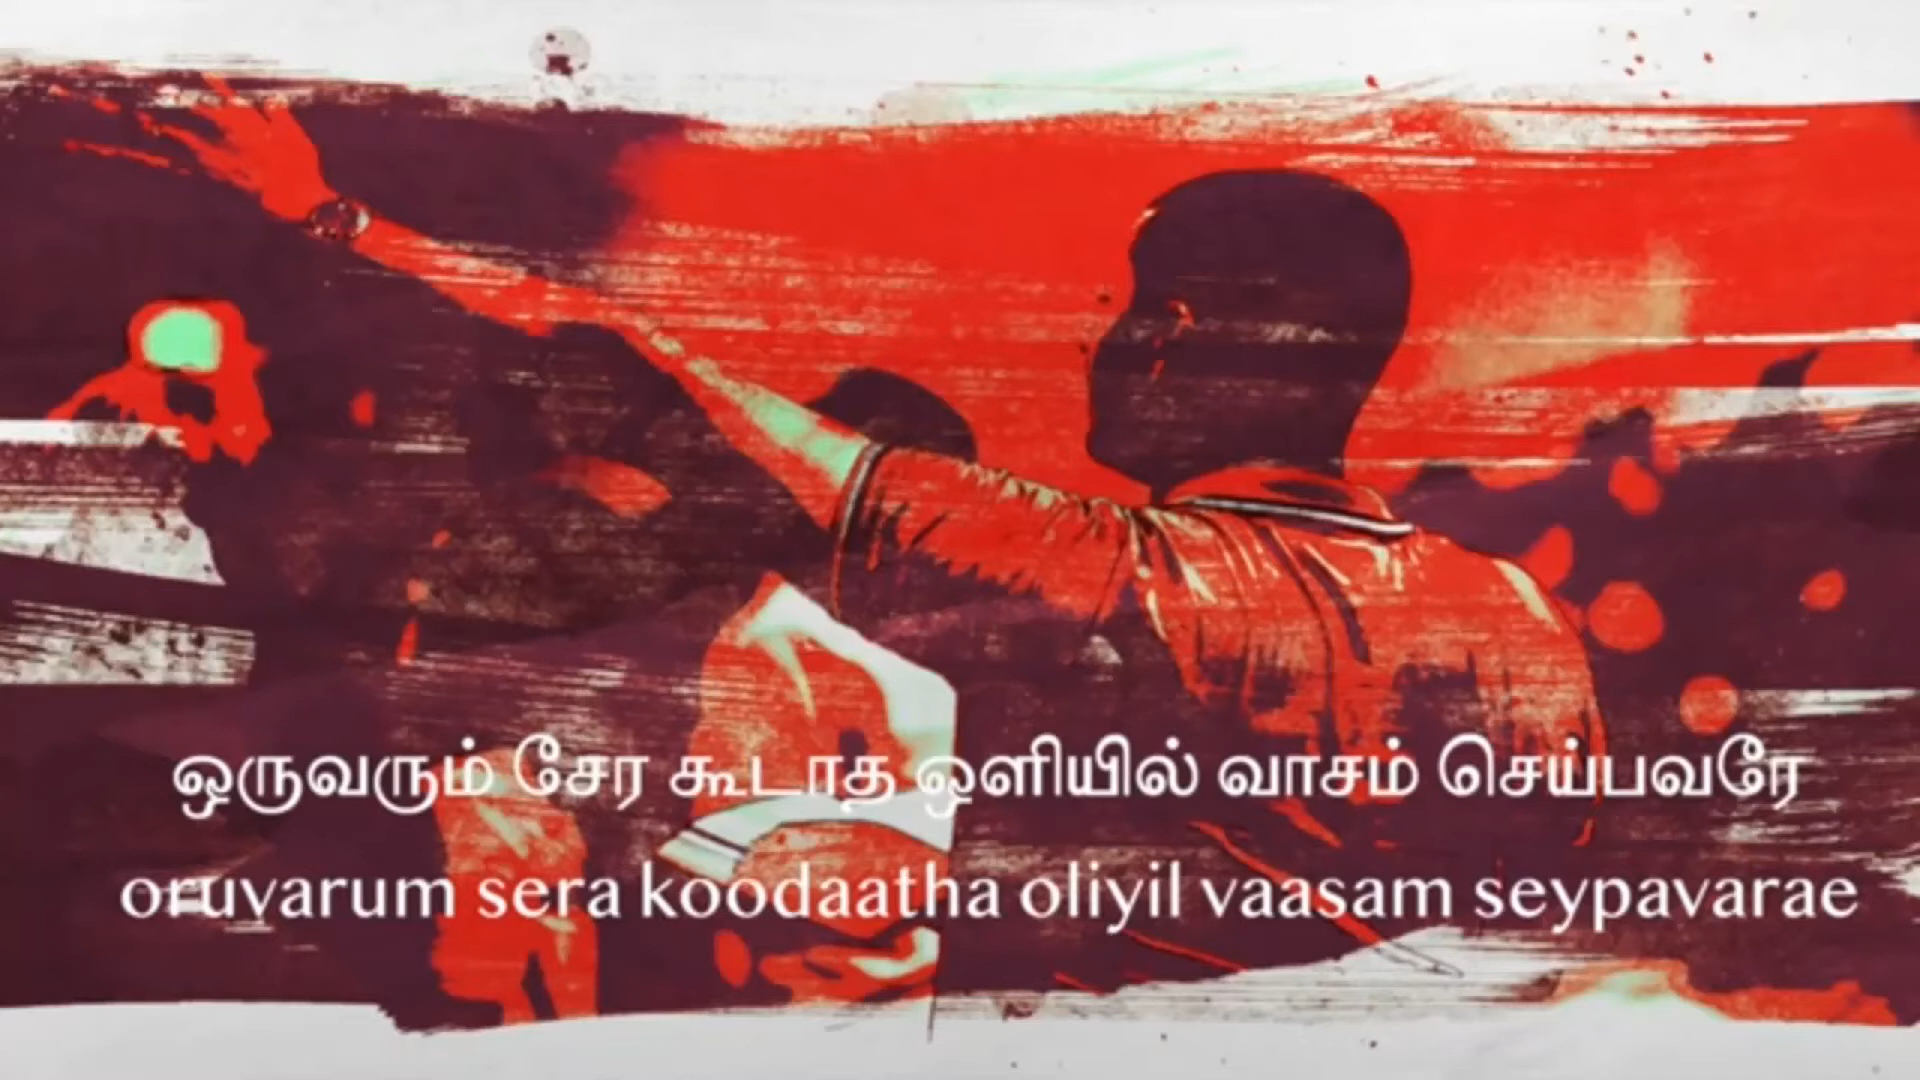 ஒருவரும் சேர கூடாத ஒளியில் வாசம் செய்பவரே
oruvarum sera koodaatha oliyil vaasam seypavarae